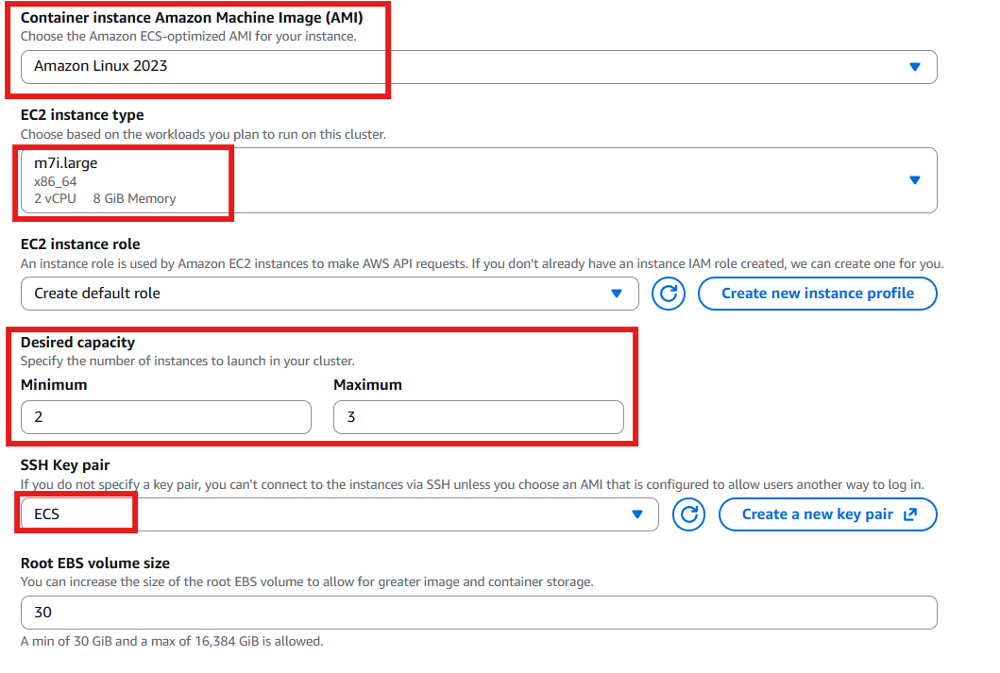 Container instance Amazon Machine Image (AMI)
Choose the Amazon ECS-optimized AMI for your instance.
Amazon Linux 2023
EC2 instance type
Choose based on the workloads you plan to run on this cluster.
m7i.large
x86_64
2 vCPU 8 GiB Memory
EC2 instance role
An instance role is used by Amazon EC2 instances to make AWS API requests. If you don't already have an instance IAM role created, we can create one for you.
Create default role
Create new instance profile
Desired capacity
Specify the number of instances to launch in your cluster.
Minimum Maximum
2 3
SSH Key pair
If you do not specify a key pair, you can't connect to the instances via SSH unless you choose an AMI that is configured to allow users another way to log in.
ECS
Create a new key pair
Root EBS volume size
You can increase the size of the root EBS volume to allow for greater image and container storage.
30
A min of 30 GiB and a max of 16,384 GiB is allowed.